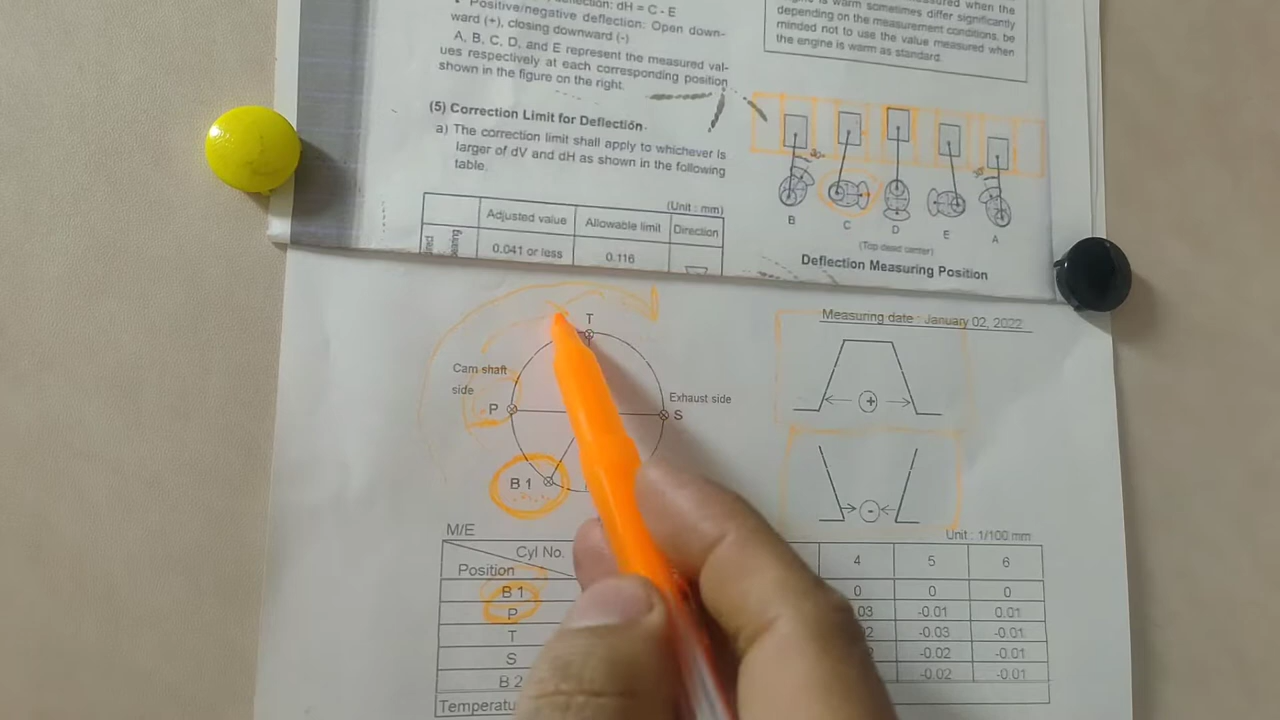 dH = C - E
Positive/negative deflection: Open down-
ward (+), closing downward (-)
A, B, C, D, and E represent the measured val-
ues respectively at each corresponding position
shown in the figure on the right.
(5) Correction Limit for Deflection.
a) The correction limit shall apply to whichever is
larger of dV and dH as shown in the following
table.
(Unit : mm)
Adjusted value Allowable limit Direction
0.041 or less 0.116
is warm sometimes differ significantly
depending on the measurement conditions, be
minded not to use the value measured when
the engine is warm as standard.
B C D E A
(Top dead center)
Deflection Measuring Position
Measuring date : January 02, 2022
T
Cam shaft
side
P
Exhaust side
S
B 1
+
-
M/E
Unit : 1/100 mm
Cyl No. 4 5 6
Position
B 1 0 0 0
P 03 -0.01 0.01
T -0.03 -0.01
S -0.02 -0.01
B 2 -0.02 -0.01